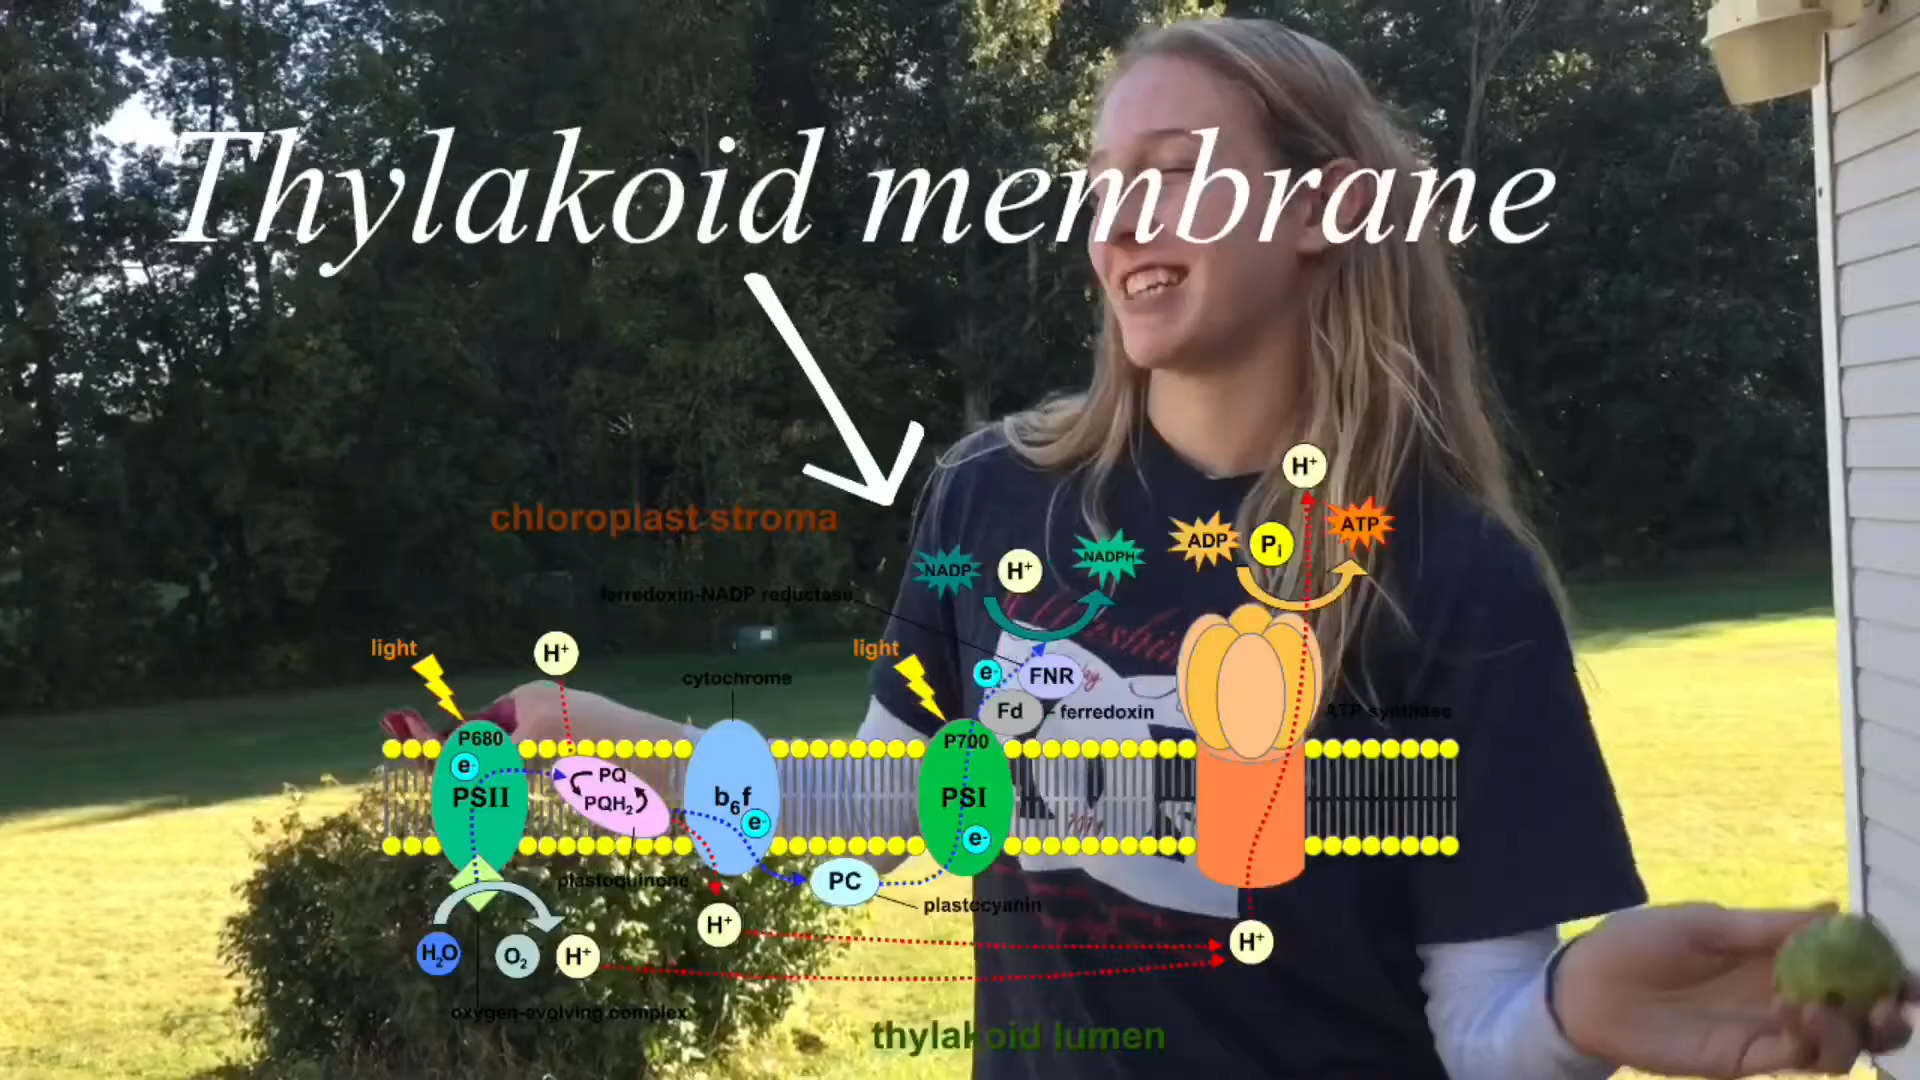 Thylakoid membrane
chloroplast stroma
H⁺
ADP
Pᵢ
ATP
NADP
H⁺
NADPH
ferredoxin-NADP reductase
light
H⁺
cytochrome
light
e⁻
FNR
Fd
ferredoxin
ATP synthase
P680
e⁻
PSII
PQ
PQH₂
b₆f
e⁻
P700
PSI
e⁻
plastoquinone
PC
plastocyanin
H₂O
O₂
H⁺
H⁺
H⁺
oxygen-evolving complex
thylakoid lumen